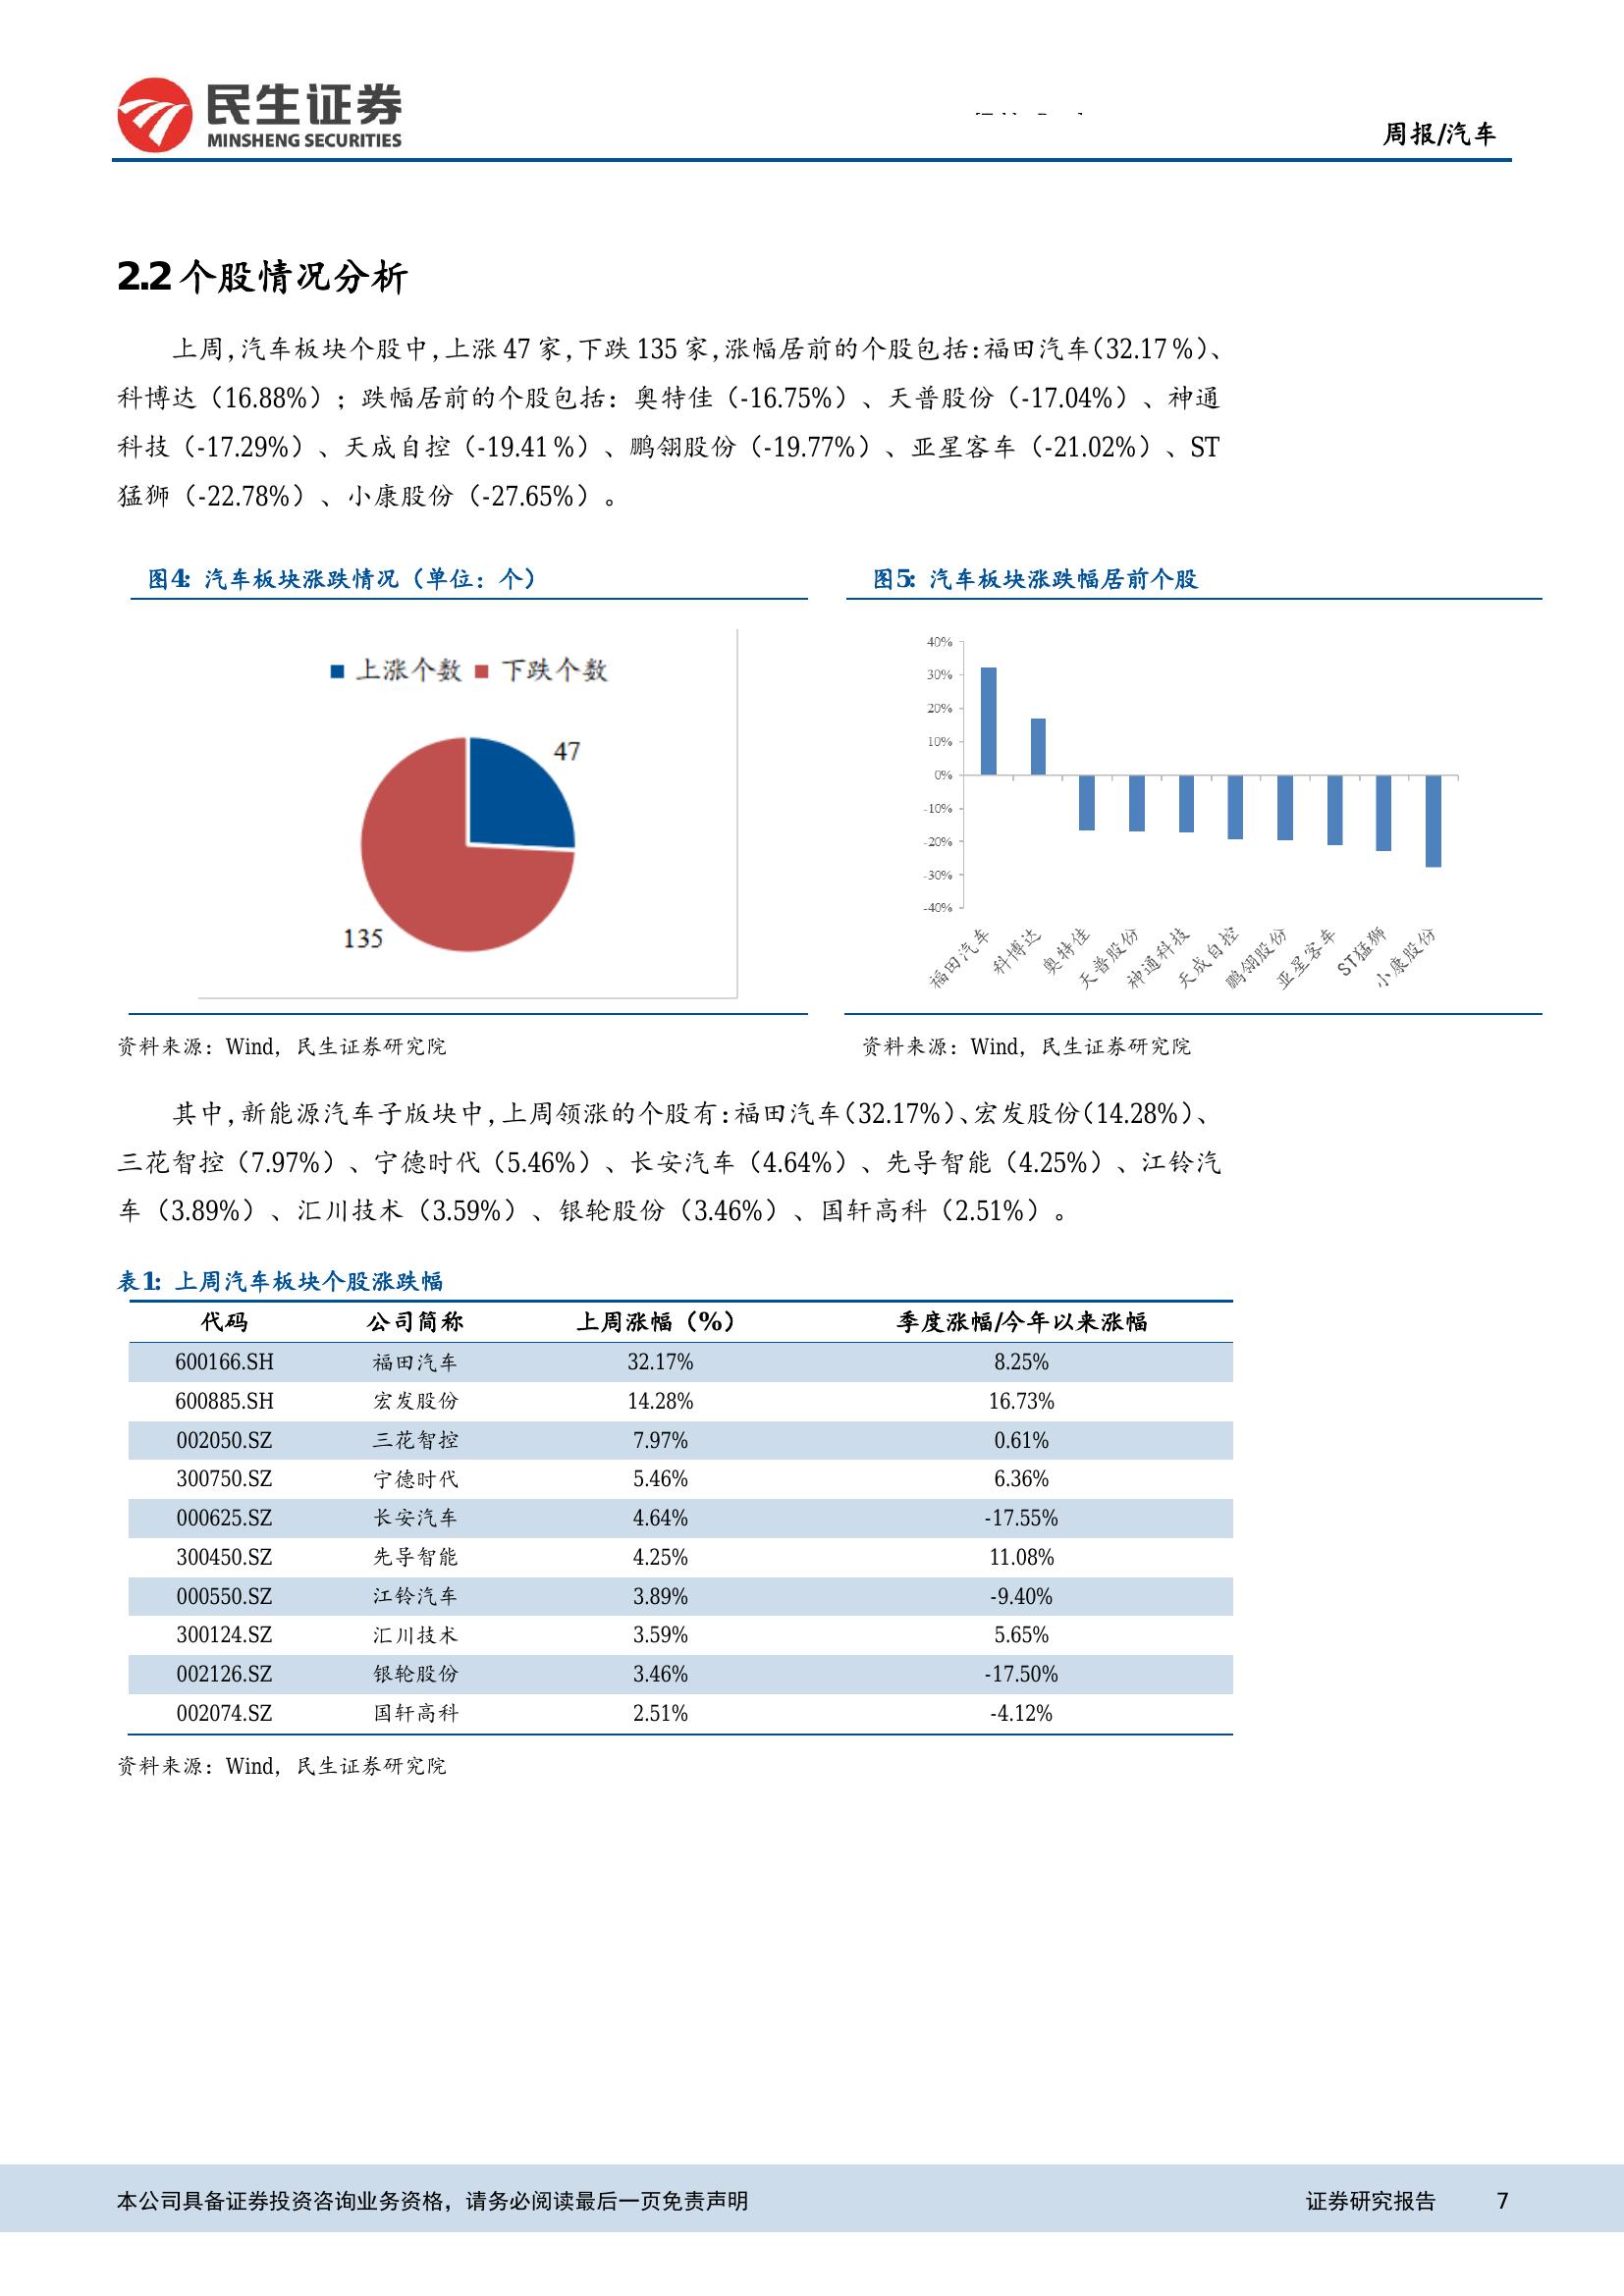 民生证券
MINSHENG SECURITIES
周报/汽车
2.2个股情况分析
上周,汽车板块个股中,上涨 47 家,下跌 135 家,涨幅居前的个股包括:福田汽车(32.17%)、
科博达（16.88%）；跌幅居前的个股包括：奥特佳（-16.75%）、天普股份（-17.04%）、神通
科技（-17.29%）、天成自控（-19.41%）、鹏翎股份（-19.77%）、亚星客车（-21.02%）、ST
猛狮（-22.78%）、小康股份（-27.65%）。
图4: 汽车板块涨跌情况（单位：个）
上涨个数 下跌个数
47
135
资料来源：Wind，民生证券研究院
图5: 汽车板块涨跌幅居前个股
40%
30%
20%
10%
0%
-10%
-20%
-30%
-40%
福田汽车 科博达 奥特佳 天普股份 神通科技 天成自控 鹏翎股份 亚星客车 ST猛狮 小康股份
资料来源：Wind，民生证券研究院
其中,新能源汽车子版块中,上周领涨的个股有:福田汽车(32.17%)、宏发股份(14.28%)、
三花智控（7.97%）、宁德时代（5.46%）、长安汽车（4.64%）、先导智能（4.25%）、江铃汽
车（3.89%）、汇川技术（3.59%）、银轮股份（3.46%）、国轩高科（2.51%）。
表1: 上周汽车板块个股涨跌幅
代码 公司简称 上周涨幅（%） 季度涨幅/今年以来涨幅
600166.SH 福田汽车 32.17% 8.25%
600885.SH 宏发股份 14.28% 16.73%
002050.SZ 三花智控 7.97% 0.61%
300750.SZ 宁德时代 5.46% 6.36%
000625.SZ 长安汽车 4.64% -17.55%
300450.SZ 先导智能 4.25% 11.08%
000550.SZ 江铃汽车 3.89% -9.40%
300124.SZ 汇川技术 3.59% 5.65%
002126.SZ 银轮股份 3.46% -17.50%
002074.SZ 国轩高科 2.51% -4.12%
资料来源：Wind，民生证券研究院
本公司具备证券投资咨询业务资格，请务必阅读最后一页免责声明 证券研究报告 7